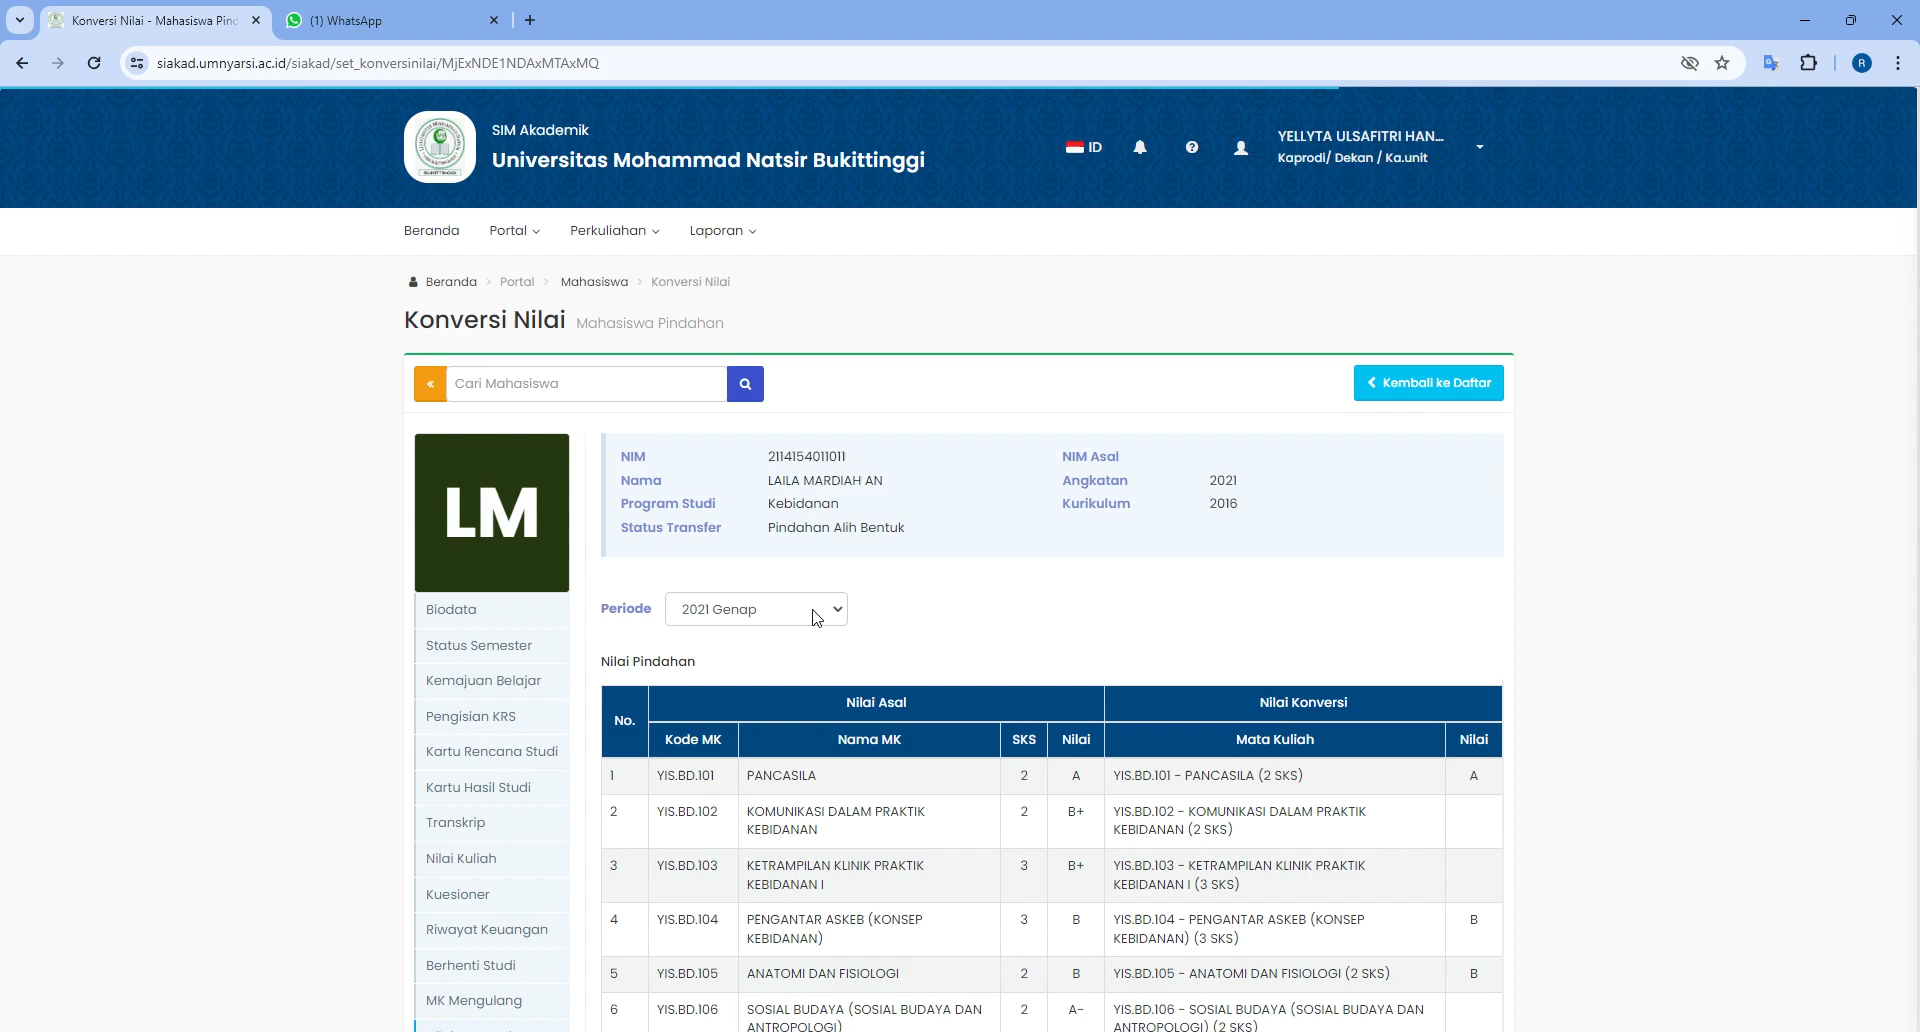 Konversi Nilai - Mahasiswa Pind
(1) WhatsApp
siakad.umnyarsi.ac.id/siakad/set_konversinilai/MjExNDE1NDAxMTAxMQ
R
SIM Akademik
Universitas Mohammad Natsir Bukittinggi
BUKITTINGGI
ID
YELLYTA ULSAFITRI HAN...
Kaprodi/ Dekan / Ka.unit
Beranda Portal Perkuliahan Laporan
Beranda > Portal > Mahasiswa > Konversi Nilai
Konversi Nilai Mahasiswa Pindahan
« Cari Mahasiswa
Kembali ke Daftar
LM
NIM 2114154011011 NIM Asal
Nama LAILA MARDIAH AN Angkatan 2021
Program Studi Kebidanan Kurikulum 2016
Status Transfer Pindahan Alih Bentuk
Biodata
Status Semester
Kemajuan Belajar
Pengisian KRS
Kartu Rencana Studi
Kartu Hasil Studi
Transkrip
Nilai Kuliah
Kuesioner
Riwayat Keuangan
Berhenti Studi
MK Mengulang
Periode 2021 Genap
Nilai Pindahan
No. Nilai Asal Nilai Konversi
Kode MK Nama MK SKS Nilai Mata Kuliah Nilai
1 YIS.BD.101 PANCASILA 2 A YIS.BD.101 - PANCASILA (2 SKS) A
2 YIS.BD.102 KOMUNIKASI DALAM PRAKTIK 2 B+ YIS.BD.102 - KOMUNIKASI DALAM PRAKTIK
KEBIDANAN KEBIDANAN (2 SKS)
3 YIS.BD.103 KETRAMPILAN KLINIK PRAKTIK 3 B+ YIS.BD.103 - KETRAMPILAN KLINIK PRAKTIK
KEBIDANAN I KEBIDANAN I (3 SKS)
4 YIS.BD.104 PENGANTAR ASKEB (KONSEP 3 B YIS.BD.104 - PENGANTAR ASKEB (KONSEP B
KEBIDANAN) KEBIDANAN) (3 SKS)
5 YIS.BD.105 ANATOMI DAN FISIOLOGI 2 B YIS.BD.105 - ANATOMI DAN FISIOLOGI (2 SKS) B
6 YIS.BD.106 SOSIAL BUDAYA (SOSIAL BUDAYA DAN 2 A- YIS.BD.106 - SOSIAL BUDAYA (SOSIAL BUDAYA DAN
ANTROPOLOGI) ANTROPOLOGI) (2 SKS)